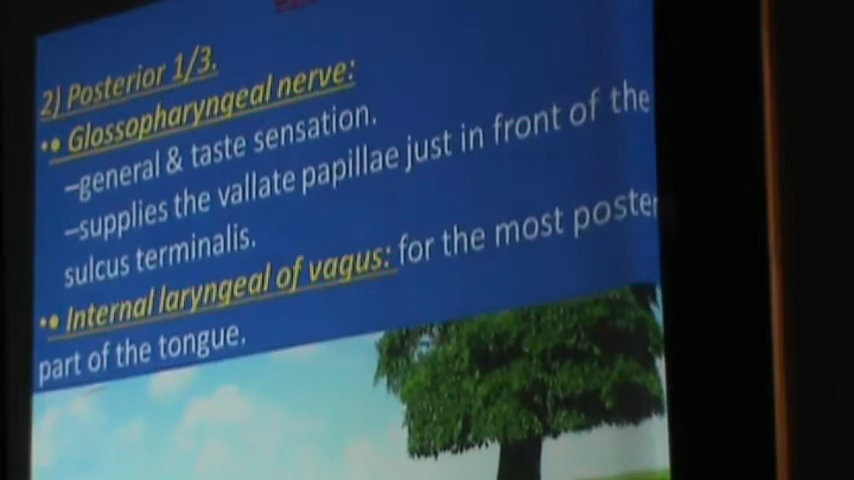 2) Posterior 1/3.
•• Glossopharyngeal nerve:
–general & taste sensation.
–supplies the vallate papillae just in front of the
sulcus terminalis.
•• Internal laryngeal of vagus: for the most
part of the tongue.